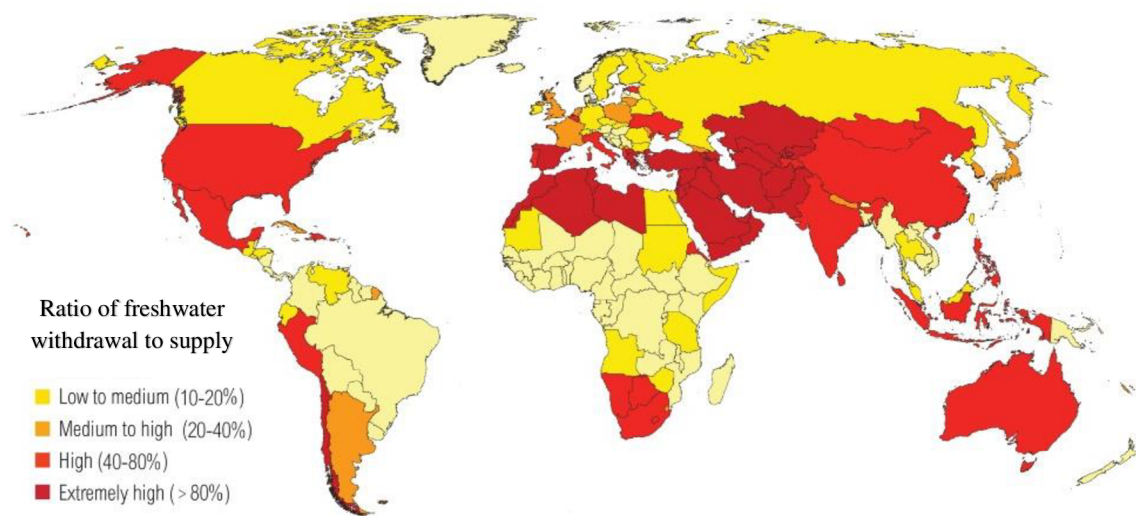 Ratio of freshwater
withdrawal to supply
Low to medium (10-20%)
Medium to high (20-40%)
High (40-80%)
Extremely high (>80%)